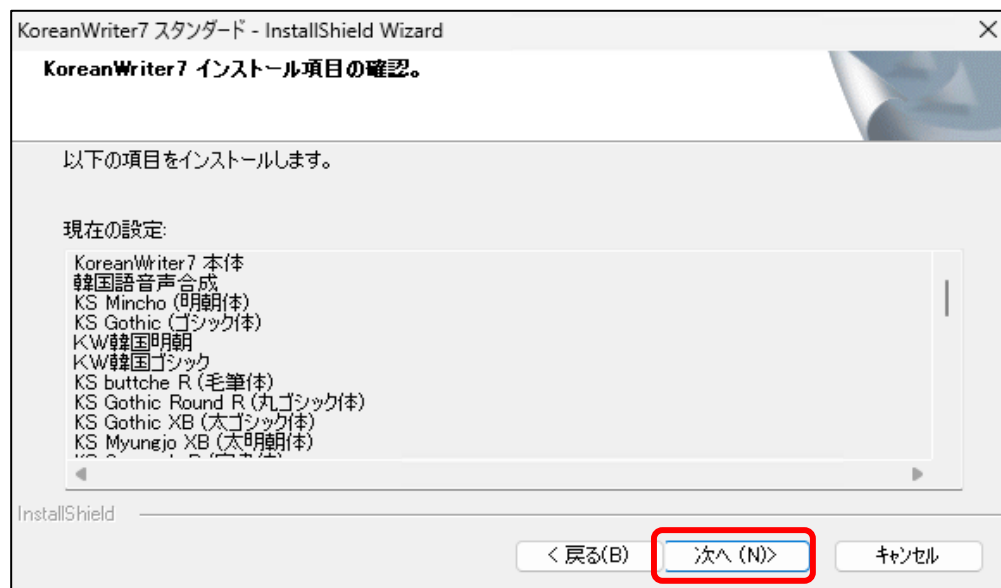 KoreanWriter7 スタンダード - InstallShield Wizard
KoreanWriter7 インストール項目の確認。
以下の項目をインストールします。
現在の設定:
KoreanWriter7 本体
韓国語音声合成
KS Mincho (明朝体)
KS Gothic (ゴシック体)
KW韓国明朝
KW韓国ゴシック
KS buttche R (毛筆体)
KS Gothic Round R (丸ゴシック体)
KS Gothic XB (太ゴシック体)
KS Myungjo XB (太明朝体)
InstallShield
< 戻る(B)
次へ (N)>
キャンセル